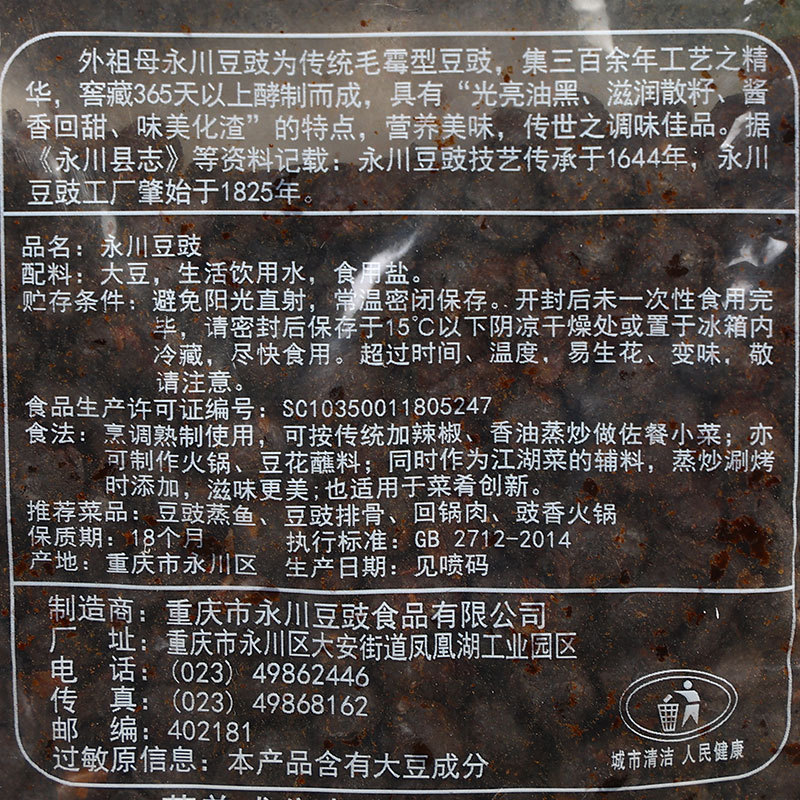 外祖母永川豆豉为传统毛霉型豆豉，集三百余年工艺之精
华，窖藏365天以上酵制而成，具有“光亮油黑、滋润散籽、酱
香回甜、味美化渣”的特点，营养美味，传世之调味佳品。据
《永川县志》等资料记载：永川豆豉技艺传承于1644年，永川
豆豉工厂肇始于1825年。
品名：永川豆豉
配料：大豆，生活饮用水，食用盐。
贮存条件：避免阳光直射，常温密闭保存。开封后未一次性食用完
毕，请密封后保存于15℃以下阴凉干燥处或置于冰箱内
冷藏，尽快食用。超过时间、温度，易生花、变味，敬
请注意。
食品生产许可证编号：SC10350011805247
食法：烹调熟制使用，可按传统加辣椒、香油蒸炒做佐餐小菜；亦
可制作火锅、豆花蘸料；同时作为江湖菜的辅料，蒸炒涮烤
时添加，滋味更美；也适用于菜肴创新。
推荐菜品：豆豉蒸鱼、豆豉排骨、回锅肉、豉香火锅
保质期：18个月 执行标准：GB 2712-2014
产地：重庆市永川区 生产日期：见喷码
制造商：重庆市永川豆豉食品有限公司
厂 址：重庆市永川区大安街道凤凰湖工业园区
电 话：(023) 49862446
传 真：(023) 49868162
邮 编：402181
过敏原信息：本产品含有大豆成分
城市清洁 人民健康